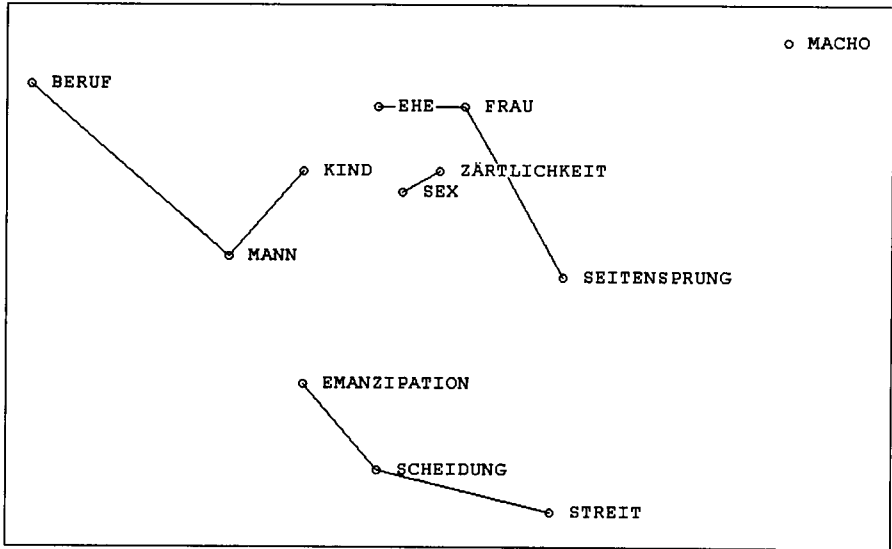 MACHO
BERUF
EHE
FRAU
KIND
ZÄRTLICHKEIT
SEX
MANN
SEITENSPRUNG
EMANZIPATION
SCHEIDUNG
STREIT